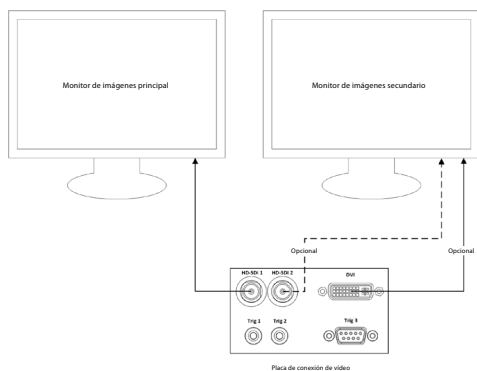 Monitor de imágenes principal
Monitor de imágenes secundario
Opcional
Opcional
HD-SDI 1
HD-SDI 2
DUI
Trig 1
Trig 2
Trig 3
Placa de conexión de vídeo